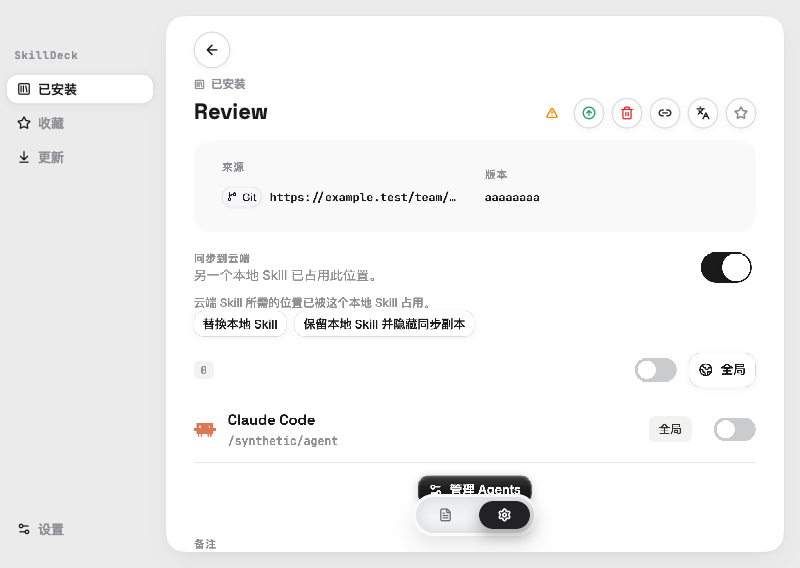 SkillDeck
已安装
收藏
更新
设置
已安装
Review
来源
Git https://example.test/team/…
版本
aaaaaaaa
同步到云端
另一个本地 Skill 已占用此位置。
云端 Skill 所需的位置已被这个本地 Skill 占用。
替换本地 Skill
保留本地 Skill 并隐藏同步副本
0
全局
Claude Code
/synthetic/agent
全局
管理 Agents
备注